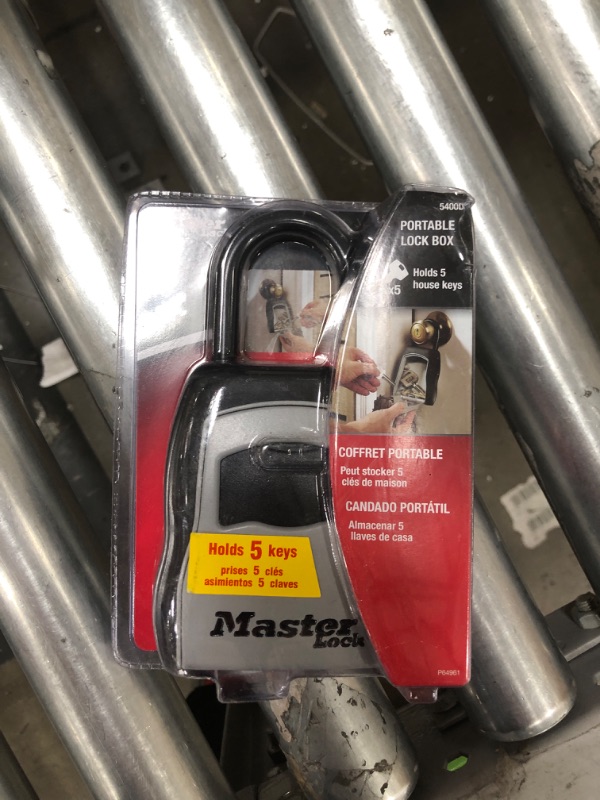 5400D
PORTABLE
LOCK BOX
Holds 5
house keys
x5
COFFRET PORTABLE
Peut stocker 5
clés de maison
CANDADO PORTÁTIL
Almacenar 5
llaves de casa
Holds 5 keys
prises 5 clés
asimientos 5 claves
Master
Lock
P64961